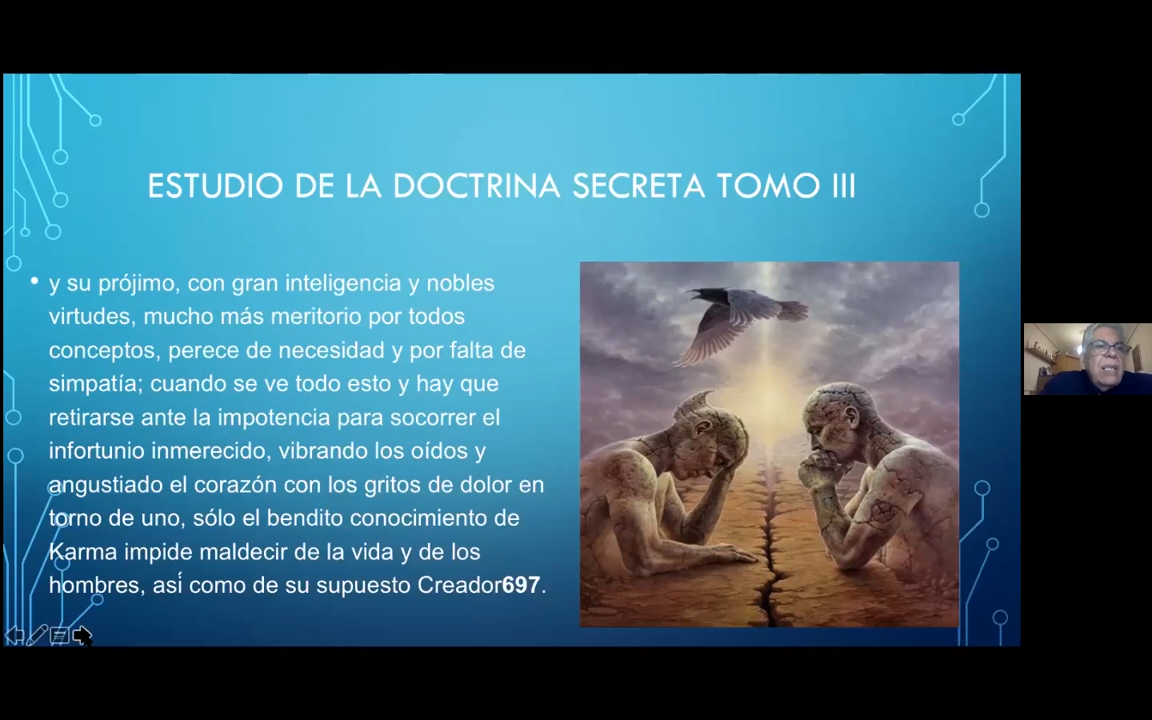 ESTUDIO DE LA DOCTRINA SECRETA TOMO III
• y su prójimo, con gran inteligencia y nobles
virtudes, mucho más meritorio por todos
conceptos, perece de necesidad y por falta de
simpatía; cuando se ve todo esto y hay que
retirarse ante la impotencia para socorrer el
infortunio inmerecido, vibrando los oídos y
angustiado el corazón con los gritos de dolor en
torno de uno, sólo el bendito conocimiento de
Karma impide maldecir de la vida y de los
hombres, así como de su supuesto Creador697.